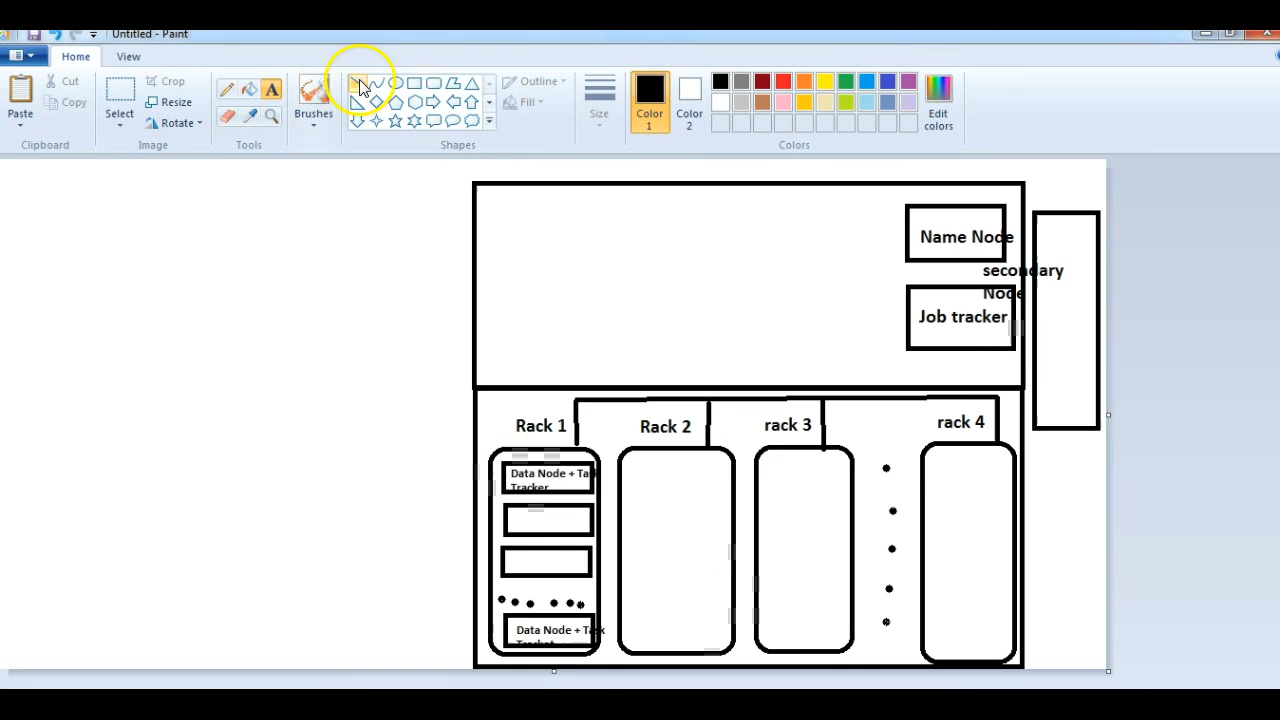 Untitled - Paint
Home
View
Paste
Cut
Copy
Clipboard
Select
Crop
Resize
Rotate
Image
A
Tools
Brushes
Shapes
Outline
Fill
Size
Color
1
Color
2
Edit
colors
Colors
Name Node
secondary
Node
Job tracker
Rack 1
Rack 2
rack 3
rack 4
Data Node + Task
Tracker
Data Node + Task